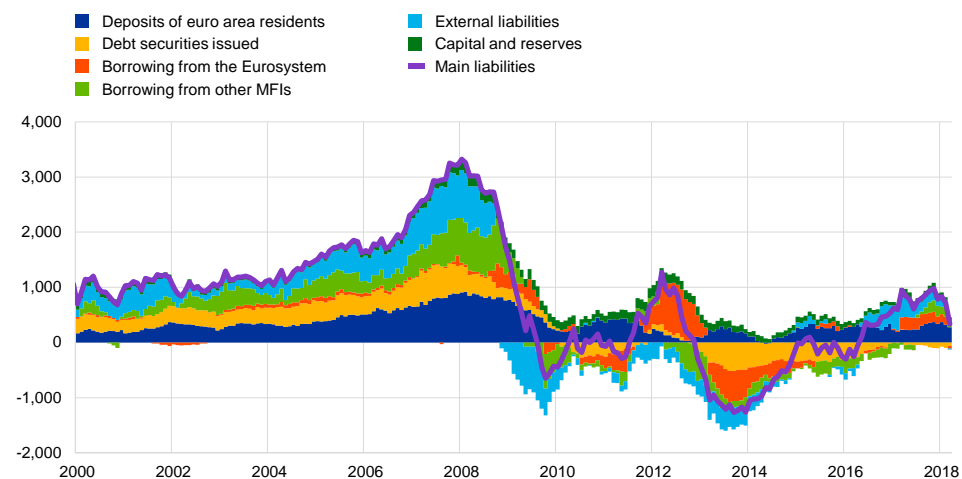 Deposits of euro area residents
Debt securities issued
Borrowing from the Eurosystem
Borrowing from other MFIs
External liabilities
Capital and reserves
Main liabilities
4,000
3,000
2,000
1,000
0
-1,000
-2,000
2000 2002 2004 2006 2008 2010 2012 2014 2016 2018